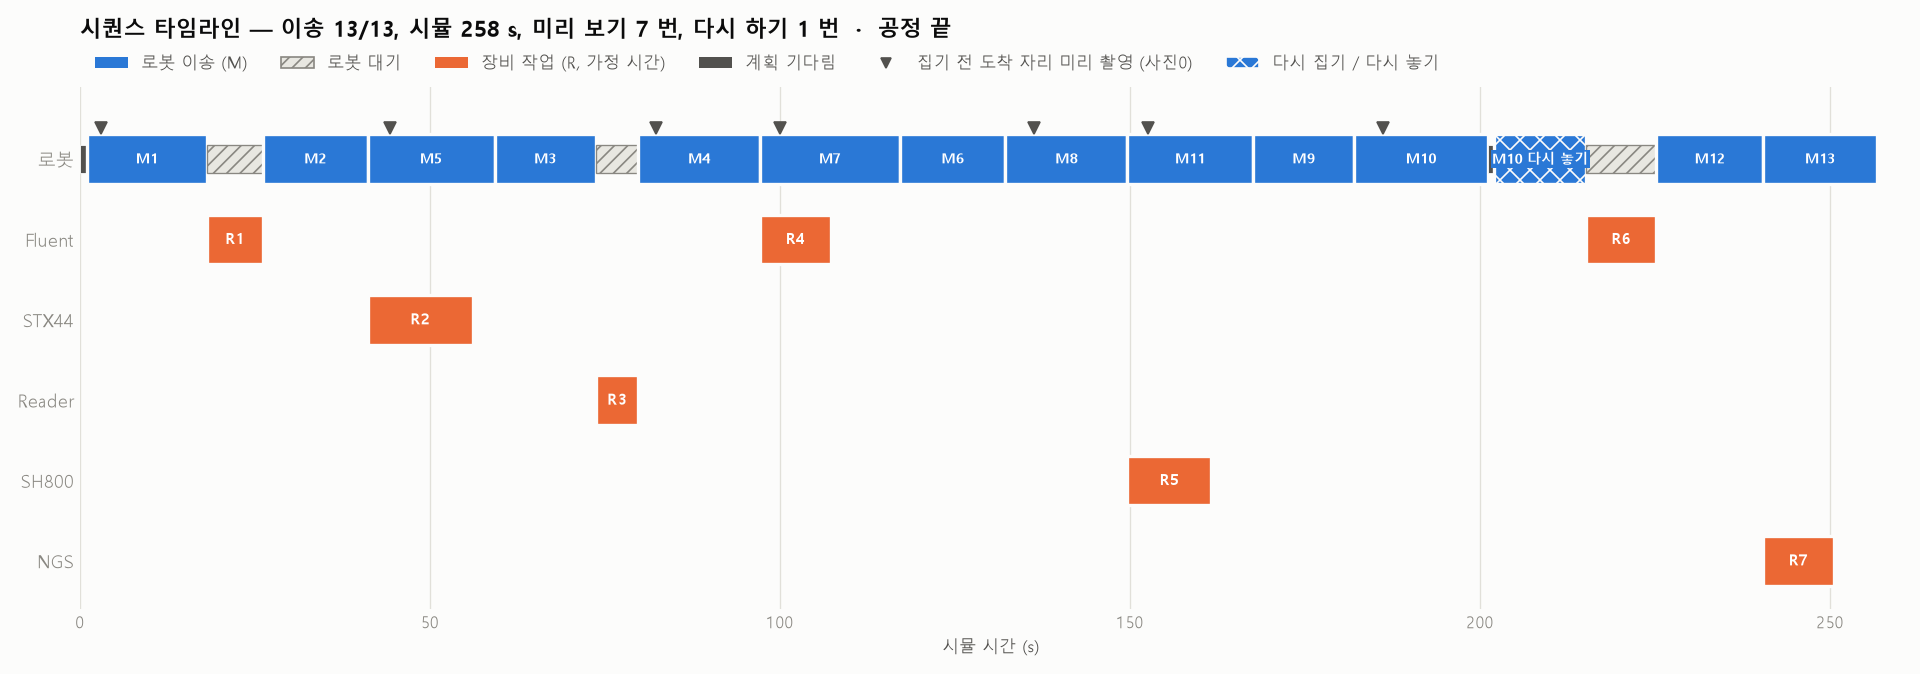 시퀀스 타임라인 — 이송 13/13, 시뮬 258 s, 미리 보기 7 번, 다시 하기 1 번 · 공정 끝
로봇 이송 (M) 로봇 대기 장비 작업 (R, 가정 시간) 계획 기다림 집기 전 도착 자리 미리 촬영 (사진0) 다시 집기 / 다시 놓기
로봇 M1 M2 M5 M3 M4 M7 M6 M8 M11 M9 M10 M10 다시 놓기 M12 M13
Fluent R1 R4 R6
STX44 R2
Reader R3
SH800 R5
NGS R7
0 50 100 150 200 250
시뮬 시간 (s)